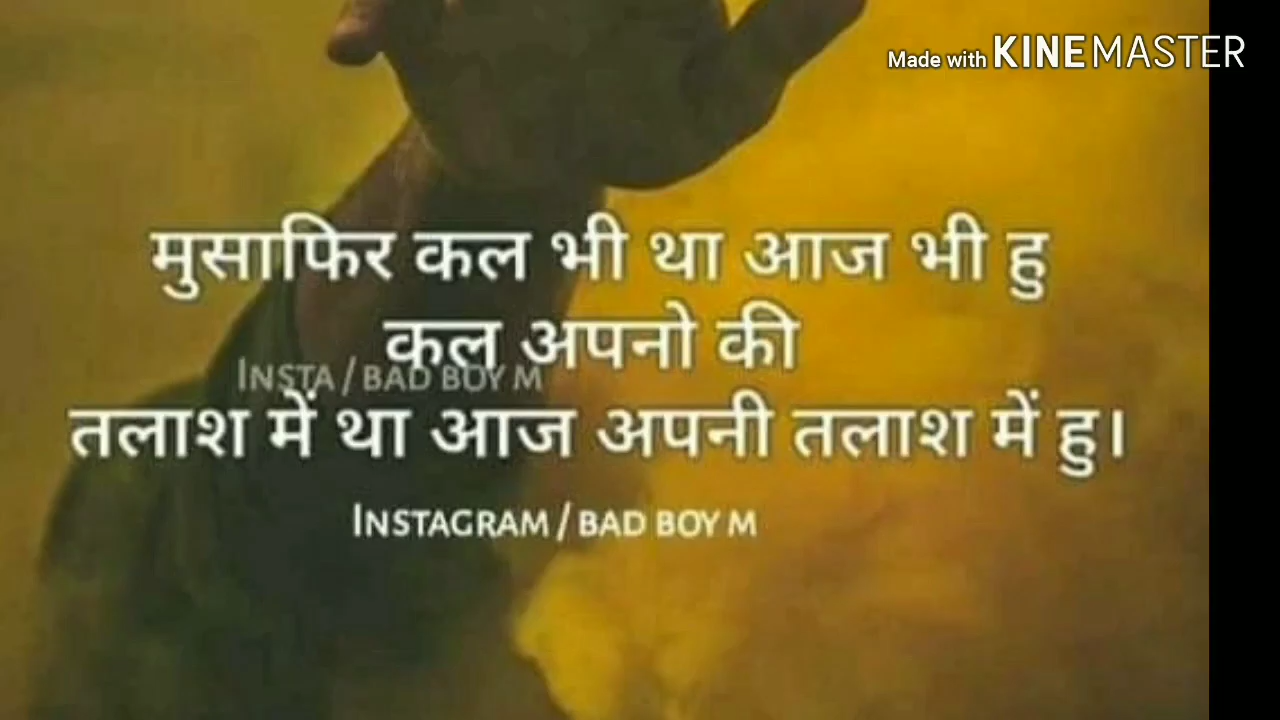 Made with KINEMASTER
मुसाफिर कल भी था आज भी हु
कल अपनो की
INSTA / BAD BOY M
तलाश में था आज अपनी तलाश में हु।
INSTAGRAM / BAD BOY M